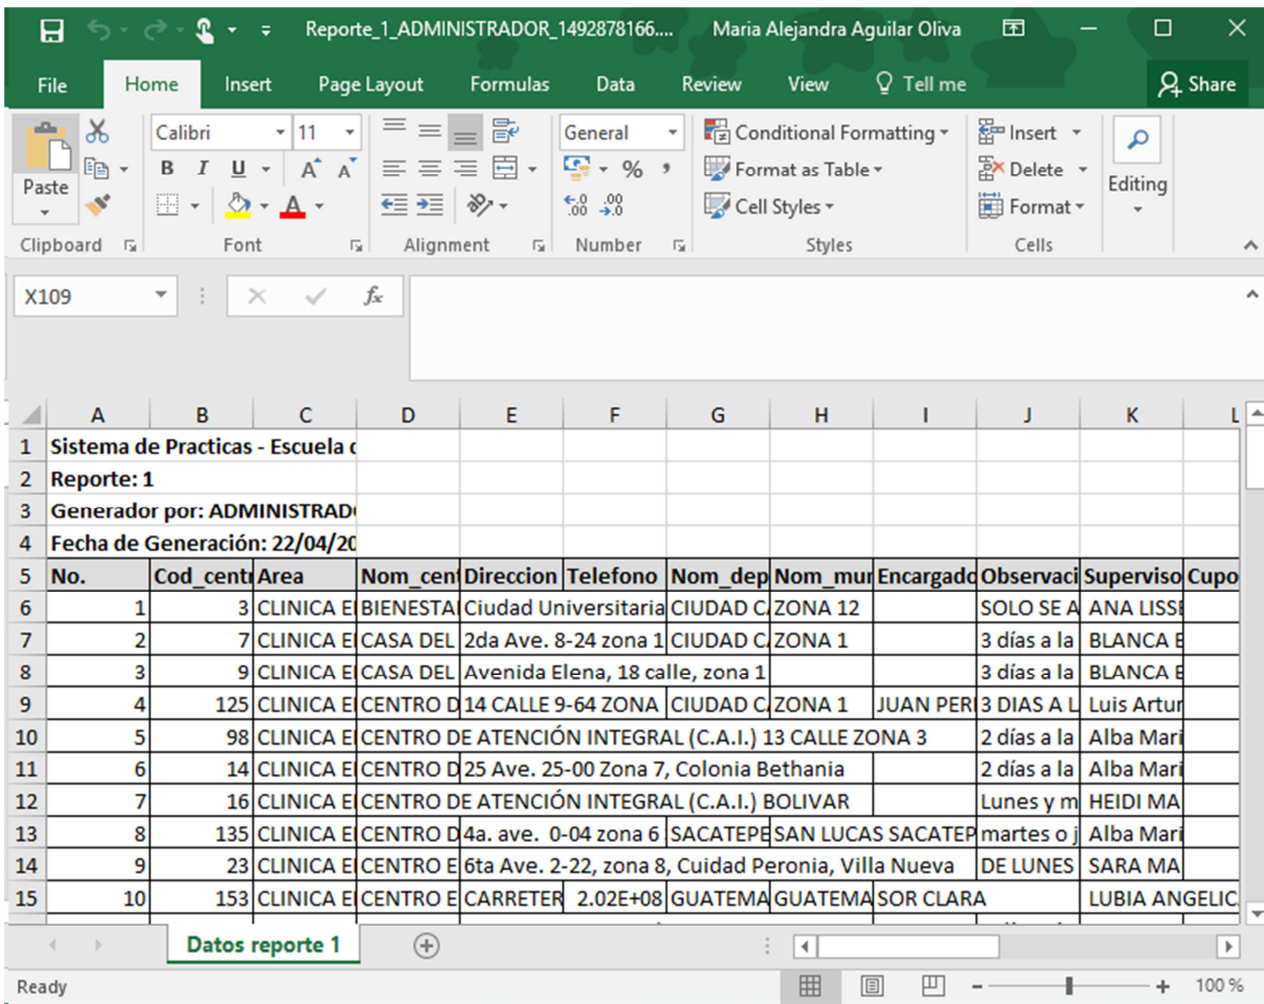 Reporte_1_ADMINISTRADOR_1492878166.... Maria Alejandra Aguilar Oliva
File Home Insert Page Layout Formulas Data Review View Tell me Share
Calibri 11 General Conditional Formatting Insert
Paste B I U A A % , Format as Table Delete Editing
A .0 .00 .00 .0 Cell Styles Format
Clipboard Font Alignment Number Styles Cells
X109 fx
A B C D E F G H I J K L
1 Sistema de Practicas - Escuela d
2 Reporte: 1
3 Generador por: ADMINISTRADO
4 Fecha de Generación: 22/04/20
5 No. Cod_centr Area Nom_cent Direccion Telefono Nom_dep Nom_mun Encargado Observaci Superviso Cupo
6 1 3 CLINICA E BIENESTA Ciudad Universitaria CIUDAD CA ZONA 12 SOLO SE A ANA LISSE
7 2 7 CLINICA E CASA DEL 2da Ave. 8-24 zona 1 CIUDAD CA ZONA 1 3 días a la BLANCA E
8 3 9 CLINICA E CASA DEL Avenida Elena, 18 calle, zona 1 3 días a la BLANCA E
9 4 125 CLINICA E CENTRO D 14 CALLE 9-64 ZONA CIUDAD CA ZONA 1 JUAN PER 3 DIAS A L Luis Artur
10 5 98 CLINICA E CENTRO DE ATENCIÓN INTEGRAL (C.A.I.) 13 CALLE ZONA 3 2 días a la Alba Mari
11 6 14 CLINICA E CENTRO D 25 Ave. 25-00 Zona 7, Colonia Bethania 2 días a la Alba Mari
12 7 16 CLINICA E CENTRO DE ATENCIÓN INTEGRAL (C.A.I.) BOLIVAR Lunes y m HEIDI MA
13 8 135 CLINICA E CENTRO D 4a. ave. 0-04 zona 6 SACATEPE SAN LUCAS SACATEP martes o j Alba Mari
14 9 23 CLINICA E CENTRO E 6ta Ave. 2-22, zona 8, Cuidad Peronia, Villa Nueva DE LUNES SARA MA
15 10 153 CLINICA E CENTRO E CARRETER 2.02E+08 GUATEMA GUATEMA SOR CLARA LUBIA ANGELIC
Datos reporte 1
Ready 100 %